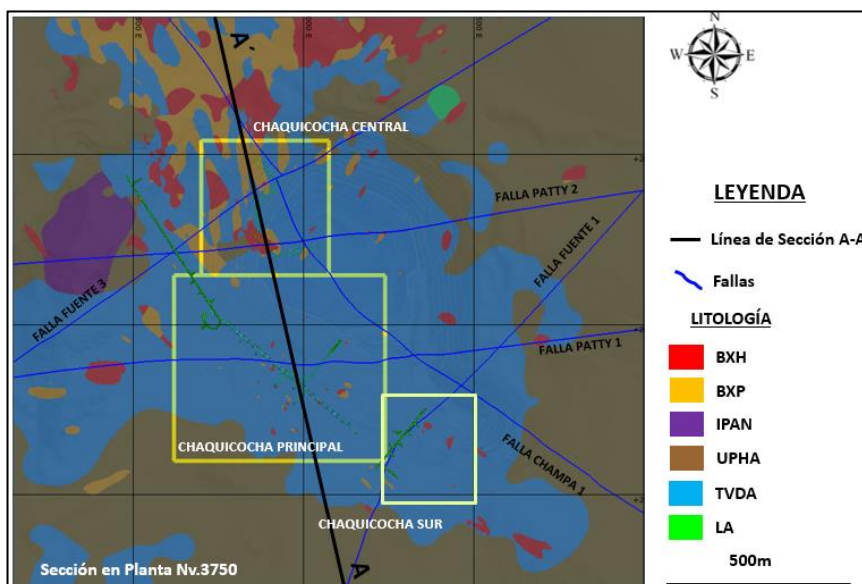 N
W E
S
A´
CHAQUICOCHA CENTRAL
FALLA PATTY 2
FALLA FUENTE 1
FALLA FUENTE 3
FALLA PATTY 1
CHAQUICOCHA PRINCIPAL
FALLA CHAMPA 1
CHAQUICOCHA SUR
A
Sección en Planta Nv.3750
LEYENDA
Línea de Sección A-A
Fallas
LITOLOGÍA
BXH
BXP
IPAN
UPHA
TVDA
LA
500m